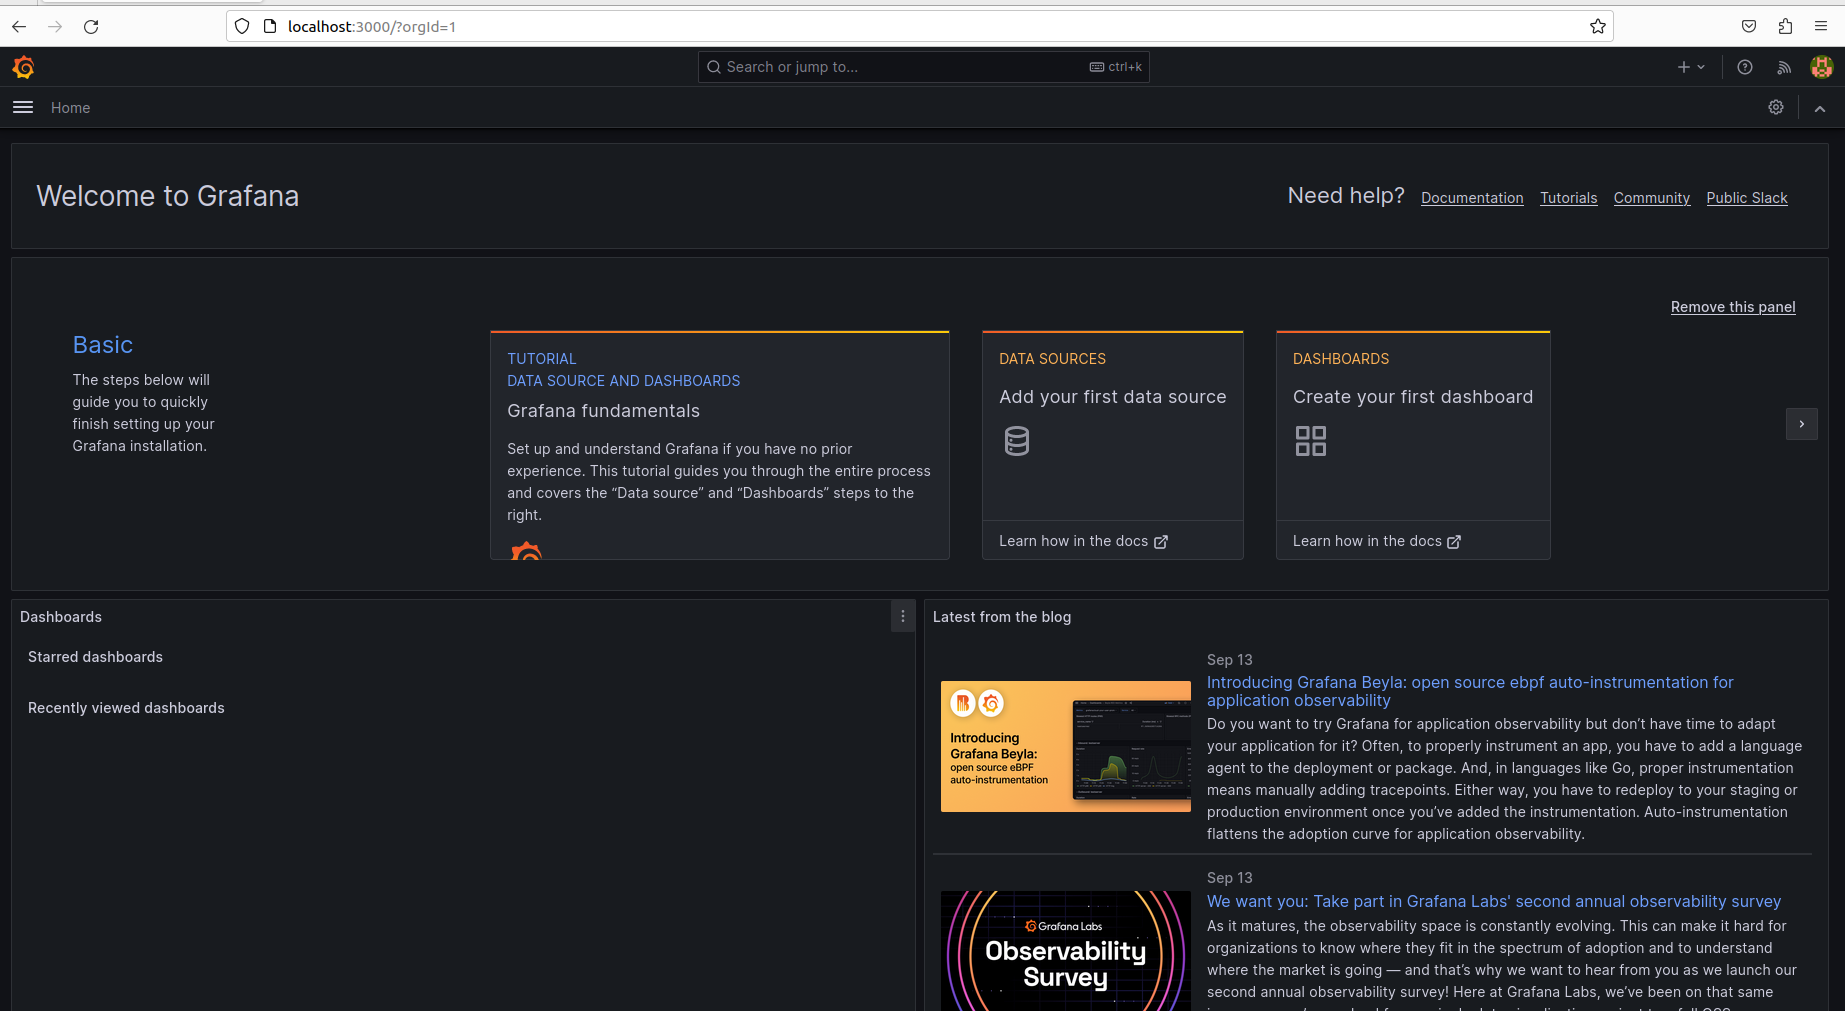 localhost:3000/?orgId=1
Search or jump to...
ctrl+k
Home
Welcome to Grafana
Need help?
Documentation
Tutorials
Community
Public Slack
Remove this panel
Basic
The steps below will
guide you to quickly
finish setting up your
Grafana installation.
TUTORIAL
DATA SOURCE AND DASHBOARDS
Grafana fundamentals
Set up and understand Grafana if you have no prior
experience. This tutorial guides you through the entire process
and covers the “Data source” and “Dashboards” steps to the
right.
DATA SOURCES
Add your first data source
Learn how in the docs
DASHBOARDS
Create your first dashboard
Learn how in the docs
Dashboards
Starred dashboards
Recently viewed dashboards
Latest from the blog
Introducing
Grafana Beyla:
open source eBPF
auto-instrumentation
Sep 13
Introducing Grafana Beyla: open source ebpf auto-instrumentation for
application observability
Do you want to try Grafana for application observability but don’t have time to adapt
your application for it? Often, to properly instrument an app, you have to add a language
agent to the deployment or package. And, in languages like Go, proper instrumentation
means manually adding tracepoints. Either way, you have to redeploy to your staging or
production environment once you’ve added the instrumentation. Auto-instrumentation
flattens the adoption curve for application observability.
Grafana Labs
Observability
Survey
Sep 13
We want you: Take part in Grafana Labs' second annual observability survey
As it matures, the observability space is constantly evolving. This can make it hard for
organizations to know where they fit in the spectrum of adoption and to understand
where the market is going — and that’s why we want to hear from you as we launch our
second annual observability survey! Here at Grafana Labs, we’ve been on that same